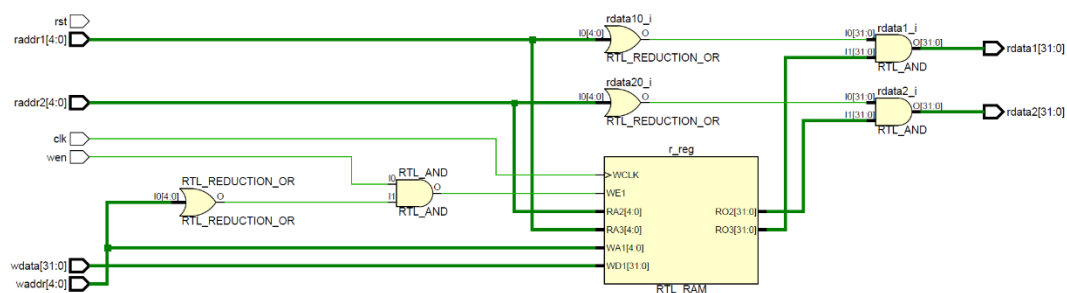 rst
raddr1[4:0]
rdata10_i
I0[4:0]
O
RTL_REDUCTION_OR
rdata1_i
I0[31:0]
O[31:0]
I1[31:0]
RTL_AND
rdata1[31:0]
raddr2[4:0]
rdata20_i
I0[4:0]
O
RTL_REDUCTION_OR
rdata2_i
I0[31:0]
O[31:0]
I1[31:0]
RTL_AND
rdata2[31:0]
clk
wen
RTL_REDUCTION_OR
I0[4:0]
O
RTL_REDUCTION_OR
RTL_AND
I0
I1
O
RTL_AND
r_reg
WCLK
WE1
RA2[4:0]
RO2[31:0]
RA3[4:0]
RO3[31:0]
WA1[4:0]
WD1[31:0]
RTL_RAM
wdata[31:0]
waddr[4:0]